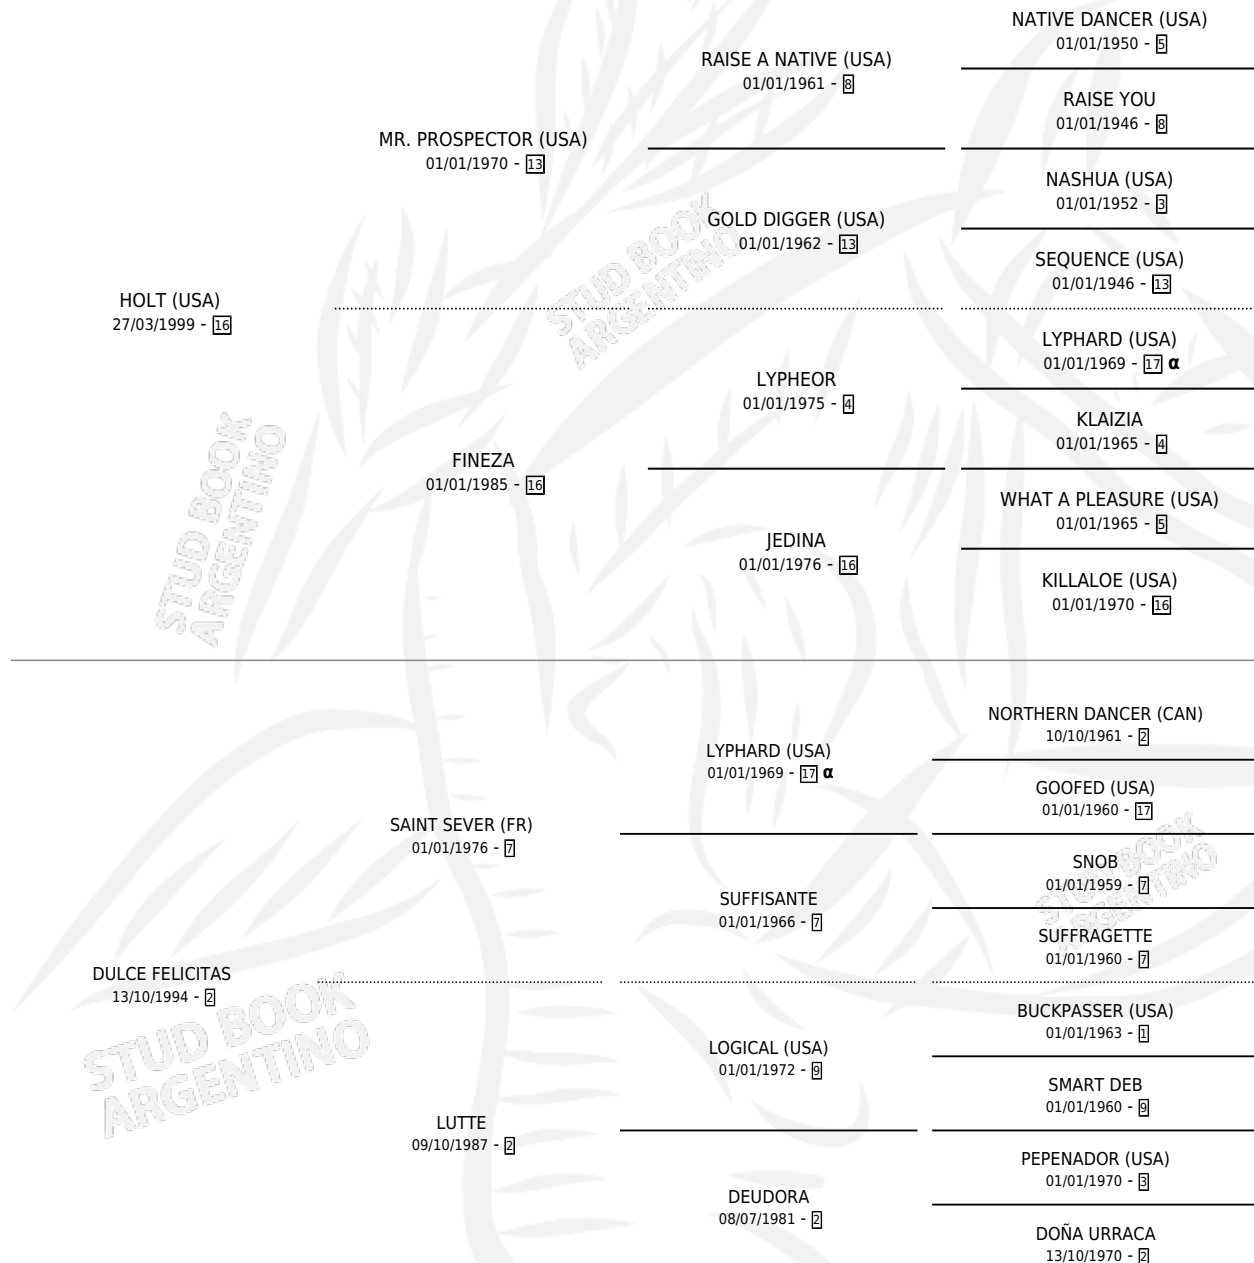 NATIVE DANCER (USA)
01/01/1950 - 5
RAISE A NATIVE (USA)
01/01/1961 - 8
RAISE YOU
01/01/1946 - 8
MR. PROSPECTOR (USA)
01/01/1970 - 13
NASHUA (USA)
01/01/1952 - 3
GOLD DIGGER (USA)
01/01/1962 - 13
SEQUENCE (USA)
01/01/1946 - 13
STUD BOOK
ARGENTINO
HOLT (USA)
27/03/1999 - 16
LYPHARD (USA)
01/01/1969 - 17 α
LYPHEOR
01/01/1975 - 4
KLAIZIA
01/01/1965 - 4
FINEZA
01/01/1985 - 16
WHAT A PLEASURE (USA)
01/01/1965 - 5
JEDINA
01/01/1976 - 16
KILLALOE (USA)
01/01/1970 - 16
STUD BOOK
ARGENTINO
NORTHERN DANCER (CAN)
10/10/1961 - 2
LYPHARD (USA)
01/01/1969 - 17 α
GOOFED (USA)
01/01/1960 - 17
SAINT SEVER (FR)
01/01/1976 - 7
SNOB
01/01/1959 - 7
SUFFISANTE
01/01/1966 - 7
SUFFRAGETTE
01/01/1960 - 7
STUD BOOK
ARGENTINO
DULCE FELICITAS
13/10/1994 - 2
BUCKPASSER (USA)
01/01/1963 - 1
LOGICAL (USA)
01/01/1972 - 9
SMART DEB
01/01/1960 - 9
STUD BOOK
ARGENTINO
LUTTE
09/10/1987 - 2
PEPENADOR (USA)
01/01/1970 - 3
DEUDORA
08/07/1981 - 2
DOÑA URRACA
13/10/1970 - 2